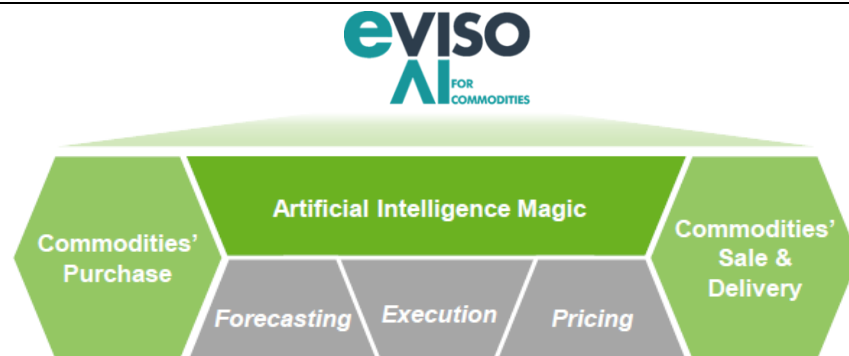 eVISO
AI FOR
COMMODITIES
Artificial Intelligence Magic
Commodities’
Purchase
Commodities’
Sale &
Delivery
Forecasting
Execution
Pricing